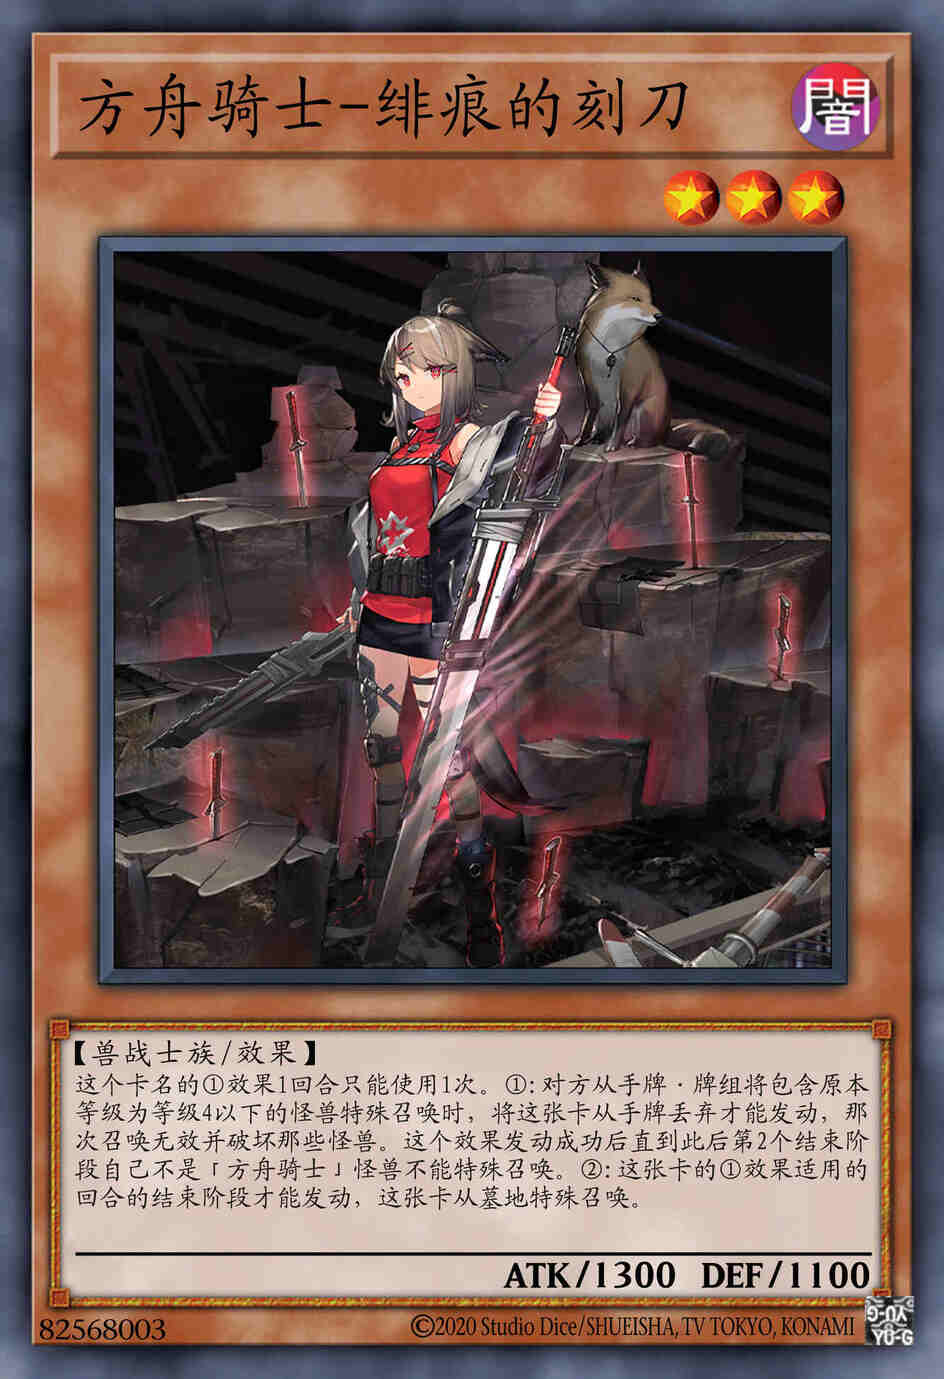 方舟骑士-绯痕的刻刀
闇
【兽战士族/效果】
这个卡名的①效果1回合只能使用1次。①:对方从手牌·牌组将包含原本
等级为等级4以下的怪兽特殊召唤时，将这张卡从手牌丢弃才能发动，那
次召唤无效并破坏那些怪兽。这个效果发动成功后直到此后第2个结束阶
段自己不是「方舟骑士」怪兽不能特殊召唤。②:这张卡的①效果适用的
回合的结束阶段才能发动，这张卡从墓地特殊召唤。
ATK/1300 DEF/1100
82568003 ©2020 Studio Dice/SHUEISHA, TV TOKYO, KONAMI